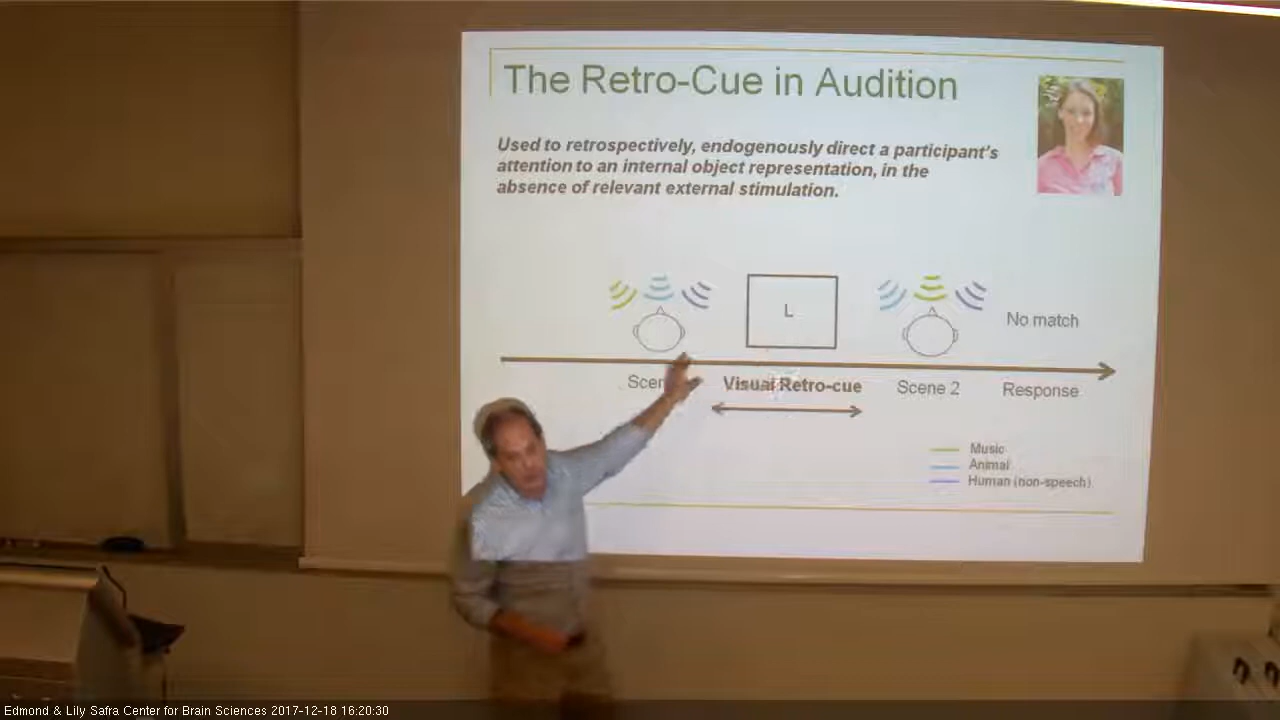 The Retro-Cue in Audition
Used to retrospectively, endogenously direct a participant's
attention to an internal object representation, in the
absence of relevant external stimulation.
L
No match
Visual Retro-cue
Scene 2
Response
Music
Animal
Human (non-speech)
Edmond & Lily Safra Center for Brain Sciences 2017-12-18 16:20:30